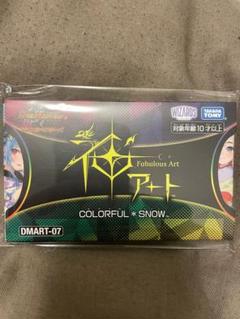 WIZARDS
TAKARA TOMY
対象年齢10才以上
神
Fabulous Art
アート
COLORFUL＊SNOW™
DMART-07